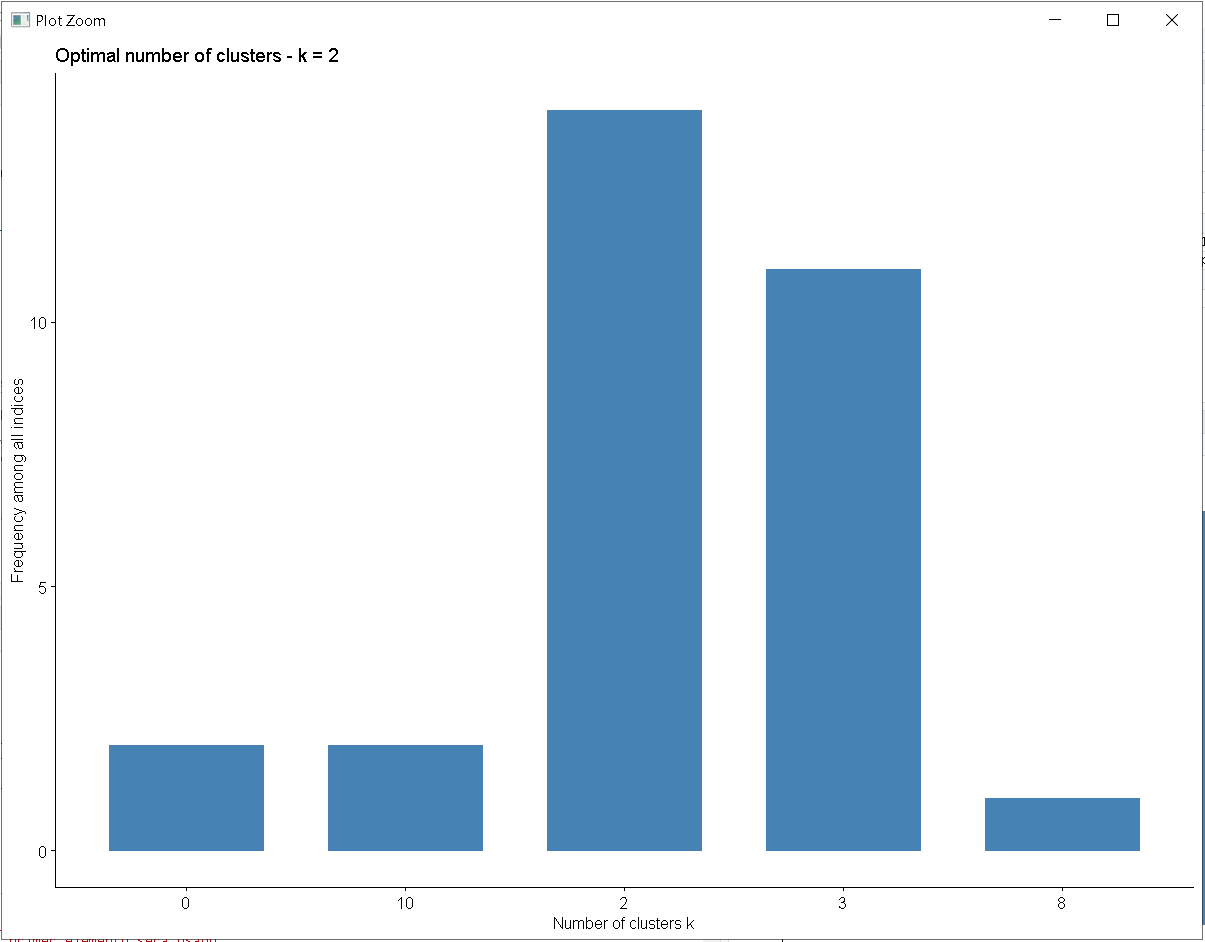 Plot Zoom
Optimal number of clusters - k = 2
10
5
0
Frequency among all indices
0 10 2 3 8
Number of clusters k